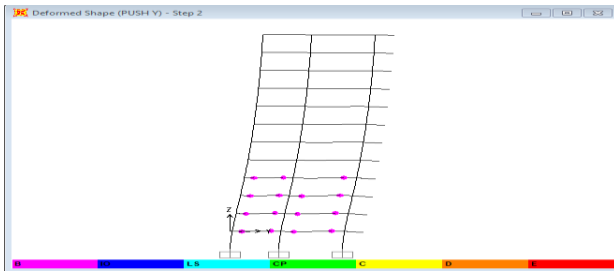 Deformed Shape (PUSH Y) - Step 2
Z
Y
B IO LS CP C D E